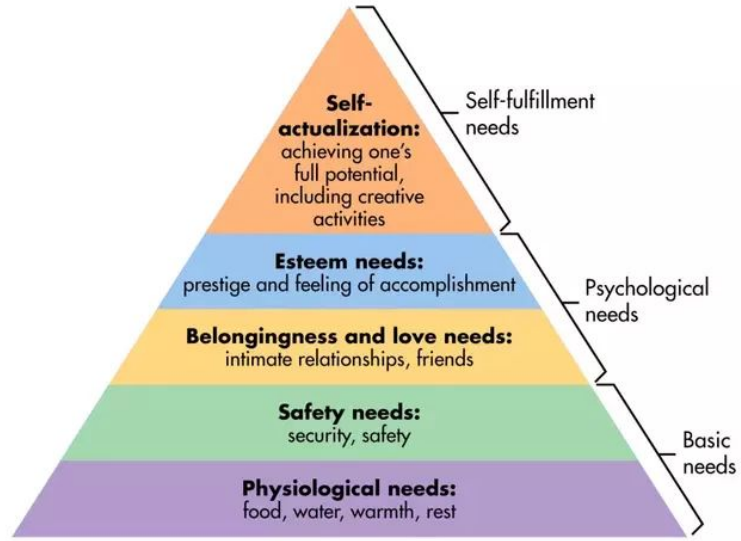 Self-
actualization:
achieving one's
full potential,
including creative
activities
Self-fulfillment
needs
Esteem needs:
prestige and feeling of accomplishment
Psychological
needs
Belongingness and love needs:
intimate relationships, friends
Safety needs:
security, safety
Basic
needs
Physiological needs:
food, water, warmth, rest